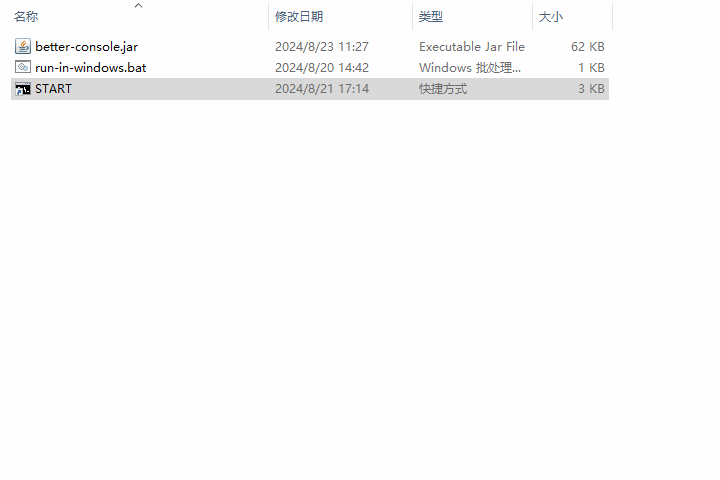 名称 修改日期 类型 大小
better-console.jar 2024/8/23 11:27 Executable Jar File 62 KB
run-in-windows.bat 2024/8/20 14:42 Windows 批处理... 1 KB
START 2024/8/21 17:14 快捷方式 3 KB